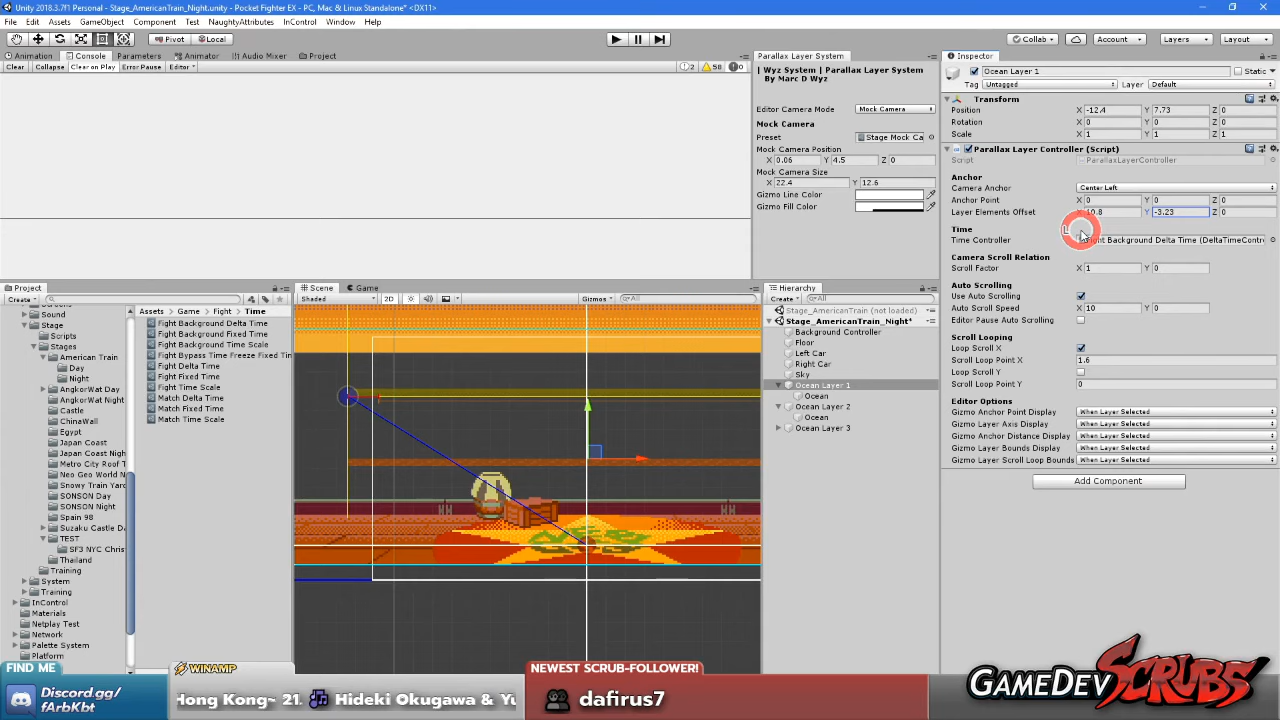 Unity 2018.3.7f1 Personal - Stage_AmericanTrain_Night.unity - Pocket Fighter EX - PC, Mac & Linux Standalone* <DX11>
File Edit Assets GameObject Component Test NaughtyAttributes InControl Window Help
Pivot Local Collab Account Layers Layout
Animation Console Parameters Animator Audio Mixer Project
Clear Collapse Clear on Play Error Pause Editor 2 58 0
Parallax Layer System
| Wyz System | Parallax Layer System
By Marc D Wyz
Editor Camera Mode Mock Camera
Mock Camera
Preset Stage Mock Ca
Mock Camera Position
X 0.06 Y 4.5 Z 0
Mock Camera Size
X 22.4 Y 12.6
Gizmo Line Color
Gizmo Fill Color
Inspector
Ocean Layer 1 Static
Tag Untagged Layer Default
Transform
Position X -12.4 Y 7.73 Z 0
Rotation X 0 Y 0 Z 0
Scale X 1 Y 1 Z 1
Parallax Layer Controller (Script)
Script ParallaxLayerController
Anchor
Camera Anchor Center Left
Anchor Point X 0 Y 0 Z 0
Layer Elements Offset X 10.8 Y -3.23 Z 0
Time
Time Controller Fight Background Delta Time (DeltaTimeContro
Camera Scroll Relation
Scroll Factor X 1 Y 0
Auto Scrolling
Use Auto Scrolling
Auto Scroll Speed X 10 Y 0
Editor Pause Auto Scrolling
Scroll Looping
Loop Scroll X
Scroll Loop Point X 1.6
Loop Scroll Y
Scroll Loop Point Y 0
Editor Options
Gizmo Anchor Point Display When Layer Selected
Gizmo Layer Axis Display When Layer Selected
Gizmo Anchor Distance Display When Layer Selected
Gizmo Layer Bounds Display When Layer Selected
Gizmo Layer Scroll Loop Bounds When Layer Selected
Add Component
Project
Create
Sound
Stage
Scripts
Stages
American Train
Day
Night
AngkorWat Day
AngkorWat Night
Castle
ChinaWall
Egypt
Japan Coast
Japan Coast Night
Metro City Roof T
Neo Geo World N
Snowy Train Yard
SONSON Day
SONSON Night
Spain 98
Suzaku Castle Da
TEST
SF3 NYC Chris
Thailand
Training
System
Training
InControl
Materials
Netplay Test
Network
Palette System
Platform
Assets Game Fight Time
Fight Background Delta Time
Fight Background Fixed Time
Fight Background Time Scale
Fight Bypass Time Freeze Fixed Tin
Fight Delta Time
Fight Fixed Time
Fight Time Scale
Match Delta Time
Match Fixed Time
Match Time Scale
Scene Game
Shaded 2D Gizmos All
Hierarchy
Create All
Stage_AmericanTrain (not loaded)
Stage_AmericanTrain_Night*
Background Controller
Floor
Left Car
Right Car
Sky
Ocean Layer 1
Ocean
Ocean Layer 2
Ocean
Ocean Layer 3
FIND ME
Discord.gg/
fArbKbt
WINAMP
Hong Kong~ 21. Hideki Okugawa & Yu
NEWEST SCRUB-FOLLOWER!
dafirus7
GAMEDEV SCRUBS